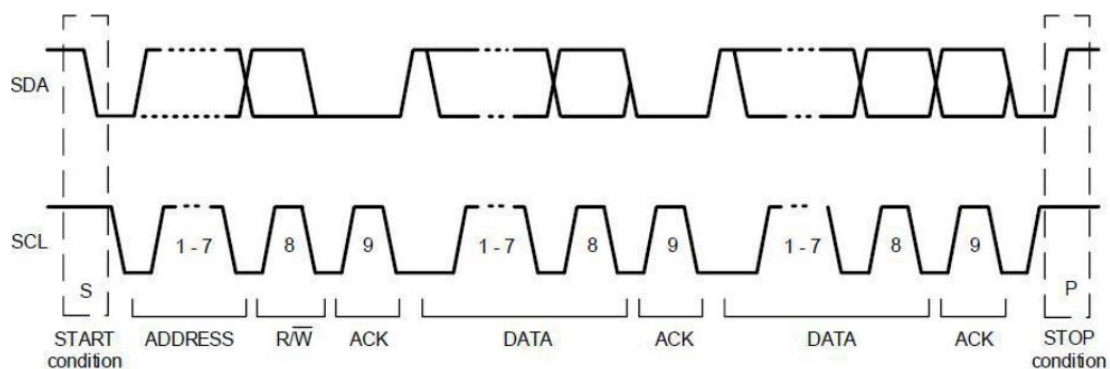 SDA
SCL
1 - 7 8 9 1 - 7 8 9 1 - 7 8 9
S P
START condition ADDRESS R/W̅ ACK DATA ACK DATA ACK STOP condition